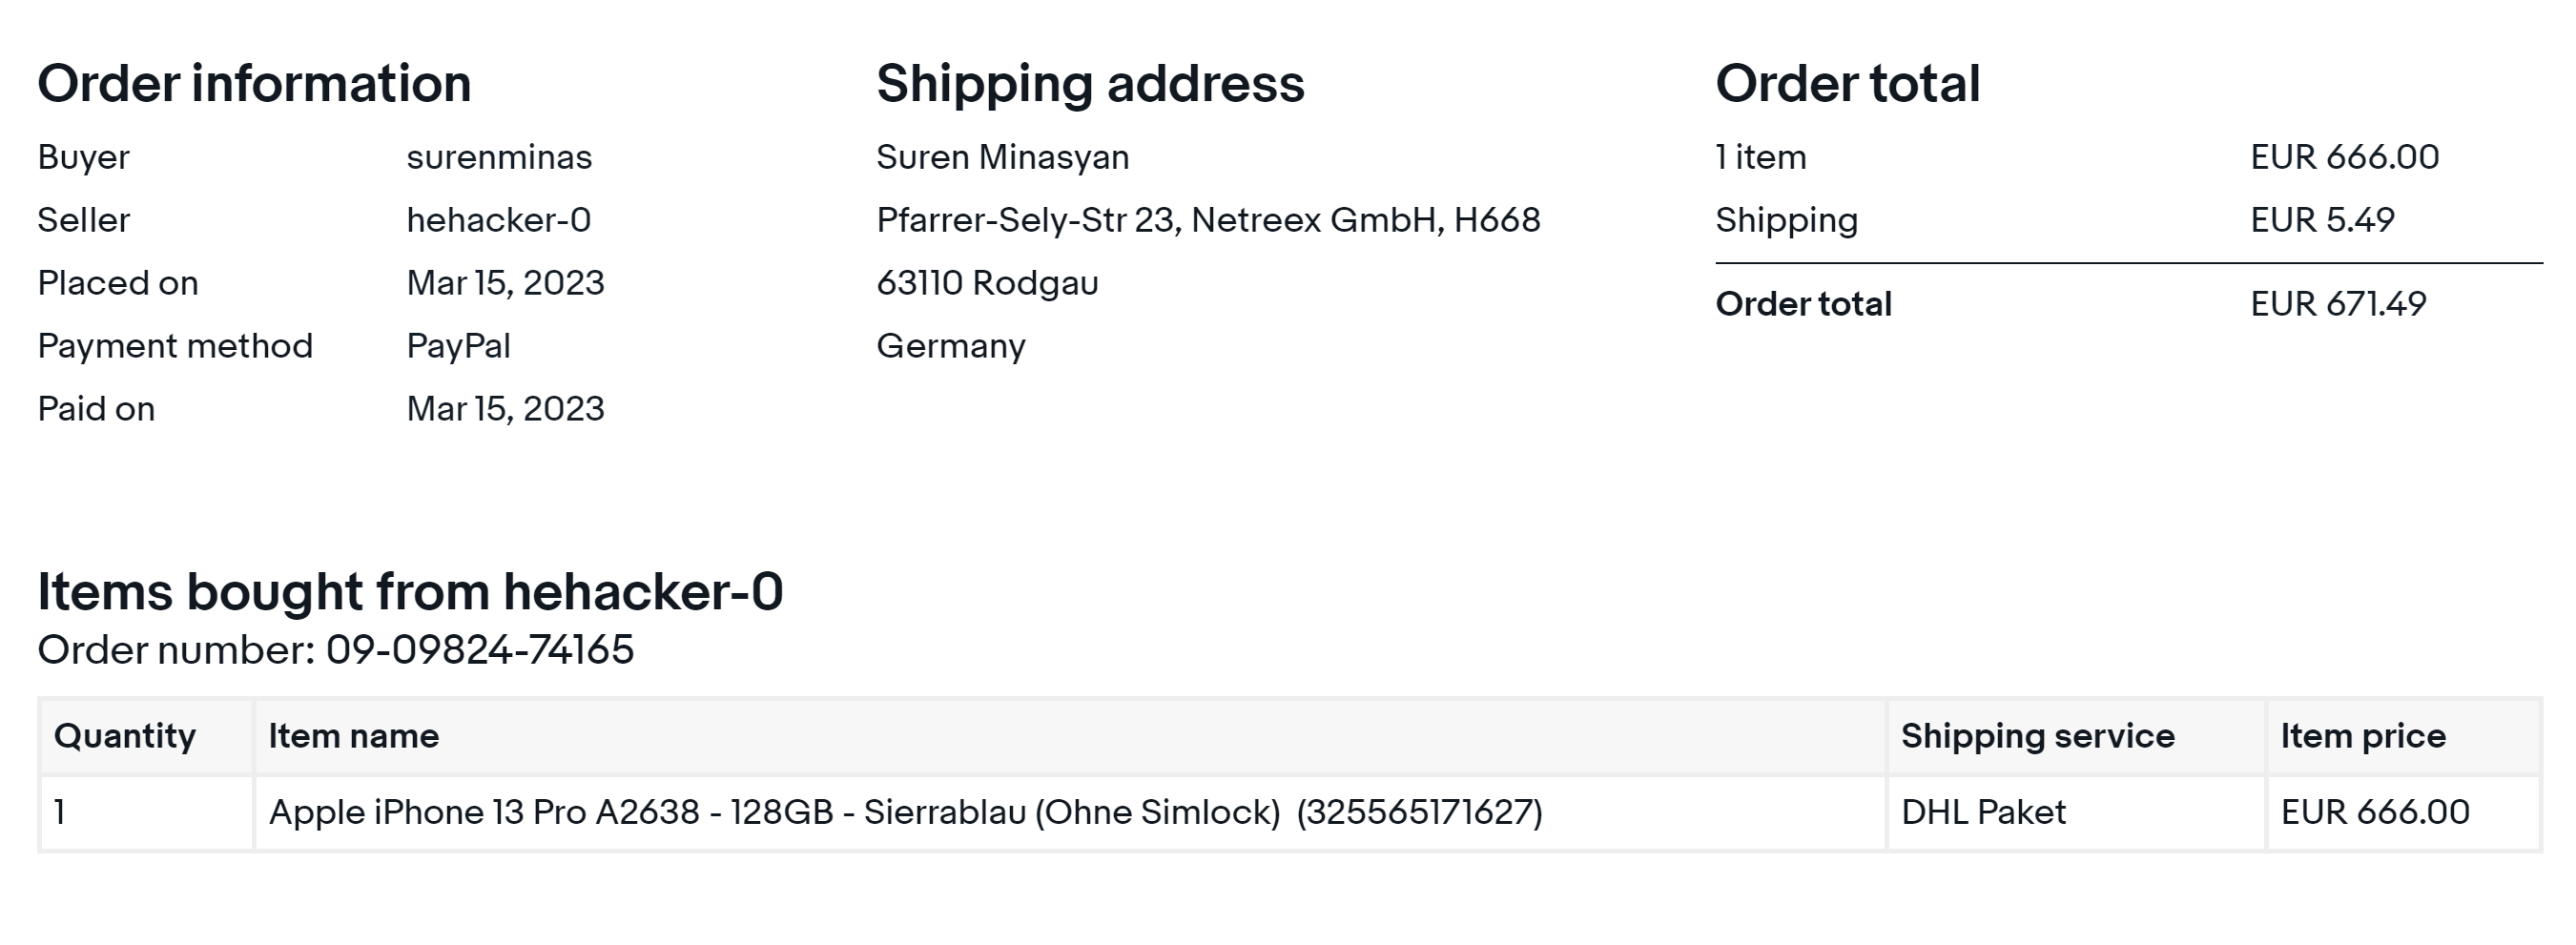 Order information
Buyer surenminas
Seller hehacker-0
Placed on Mar 15, 2023
Payment method PayPal
Paid on Mar 15, 2023
Shipping address
Suren Minasyan
Pfarrer-Sely-Str 23, Netreex GmbH, H668
63110 Rodgau
Germany
Order total
1 item EUR 666.00
Shipping EUR 5.49
Order total EUR 671.49
Items bought from hehacker-0
Order number: 09-09824-74165
Quantity Item name Shipping service Item price
1 Apple iPhone 13 Pro A2638 - 128GB - Sierrablau (Ohne Simlock) (325565171627) DHL Paket EUR 666.00